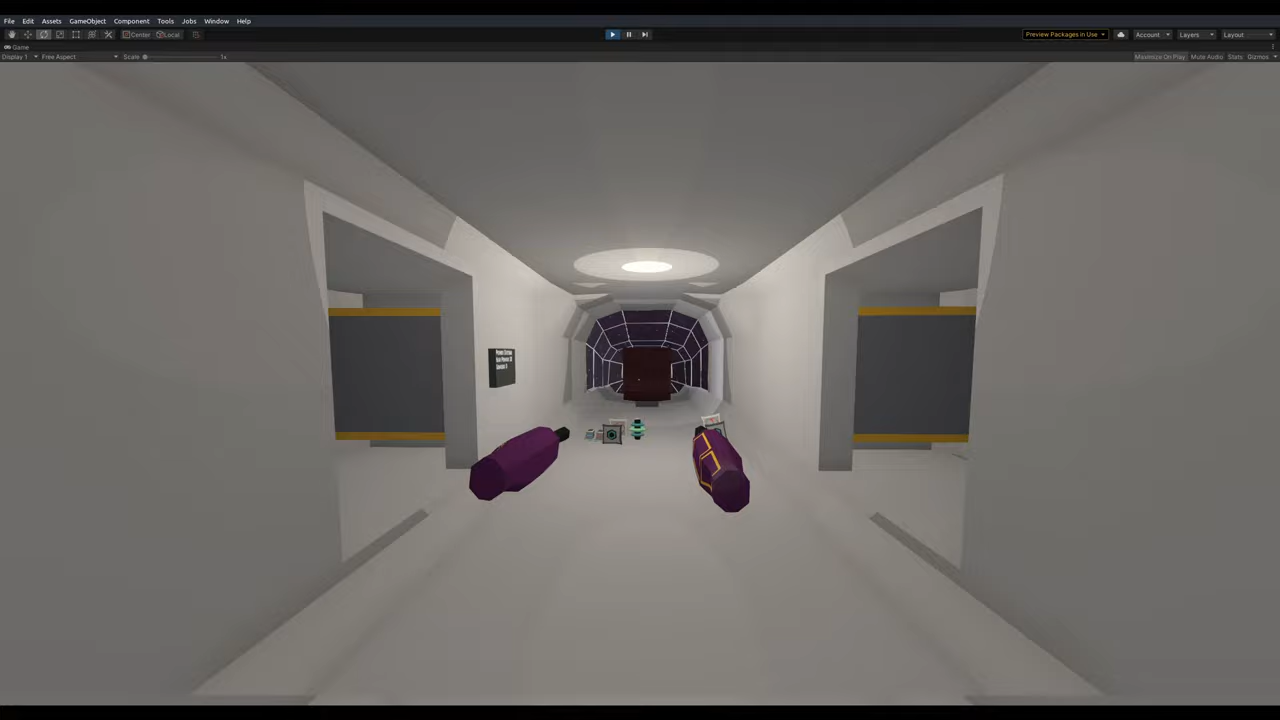 File Edit Assets GameObject Component Tools Jobs Window Help
Center Local Preview Packages in Use Account Layers Layout
Game
Display 1 Free Aspect Scale 1x Maximize On Play Mute Audio Stats Gizmos